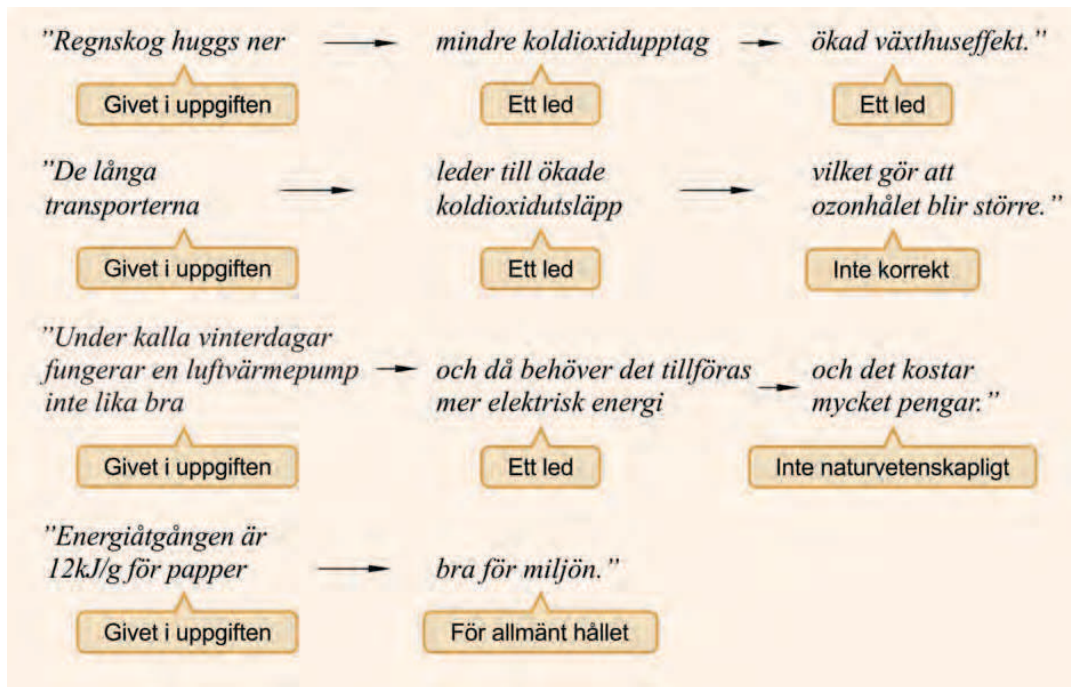 "Regnskog huggs ner → mindre koldioxidupptag → ökad växthuseffekt."
Givet i uppgiften
Ett led
Ett led
"De långa
transporterna
→ leder till ökade
koldioxidutsläpp
→ vilket gör att
ozonhålet blir större."
Givet i uppgiften
Ett led
Inte korrekt
"Under kalla vinterdagar
fungerar en luftvärmepump
inte lika bra
→ och då behöver det tillföras
mer elektrisk energi
→ och det kostar
mycket pengar."
Givet i uppgiften
Ett led
Inte naturvetenskapligt
"Energiåtgången är
12kJ/g för papper
→ bra för miljön."
Givet i uppgiften
För allmänt hållet